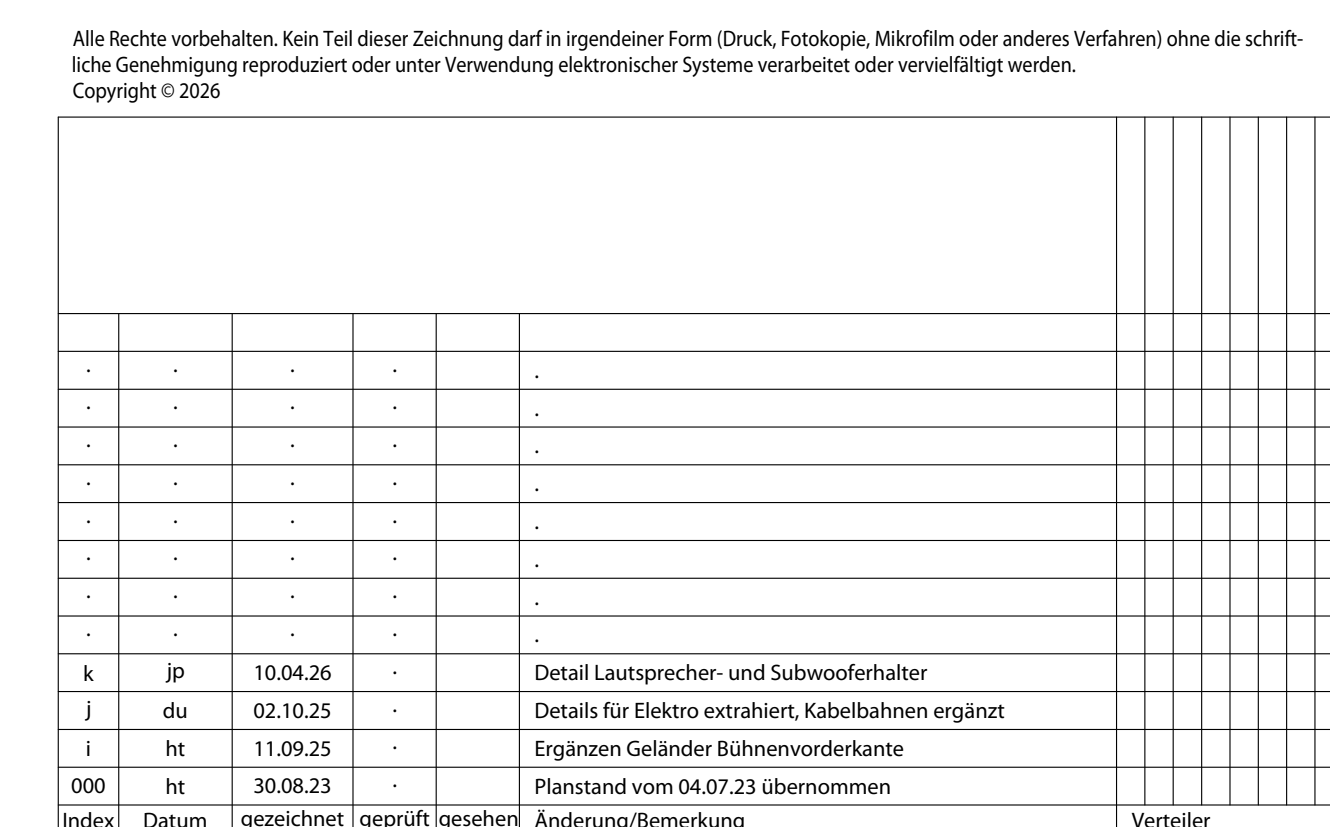 Alle Rechte vorbehalten. Kein Teil dieser Zeichnung darf in irgendeiner Form (Druck, Fotokopie, Mikrofilm oder anderes Verfahren) ohne die schrift-
liche Genehmigung reproduziert oder unter Verwendung elektronischer Systeme verarbeitet oder vervielfältigt werden.
Copyright © 2026
. . . . .
. . . . .
. . . . .
. . . . .
. . . . .
. . . . .
. . . . .
. . . . .
k jp 10.04.26 . Detail Lautsprecher- und Subwooferhalter
j du 02.10.25 . Details für Elektro extrahiert, Kabelbahnen ergänzt
i ht 11.09.25 . Ergänzen Geländer Bühnenvorderkante
000 ht 30.08.23 . Planstand vom 04.07.23 übernommen
Index Datum gezeichnet geprüft gesehen Änderung/Bemerkung Verteiler